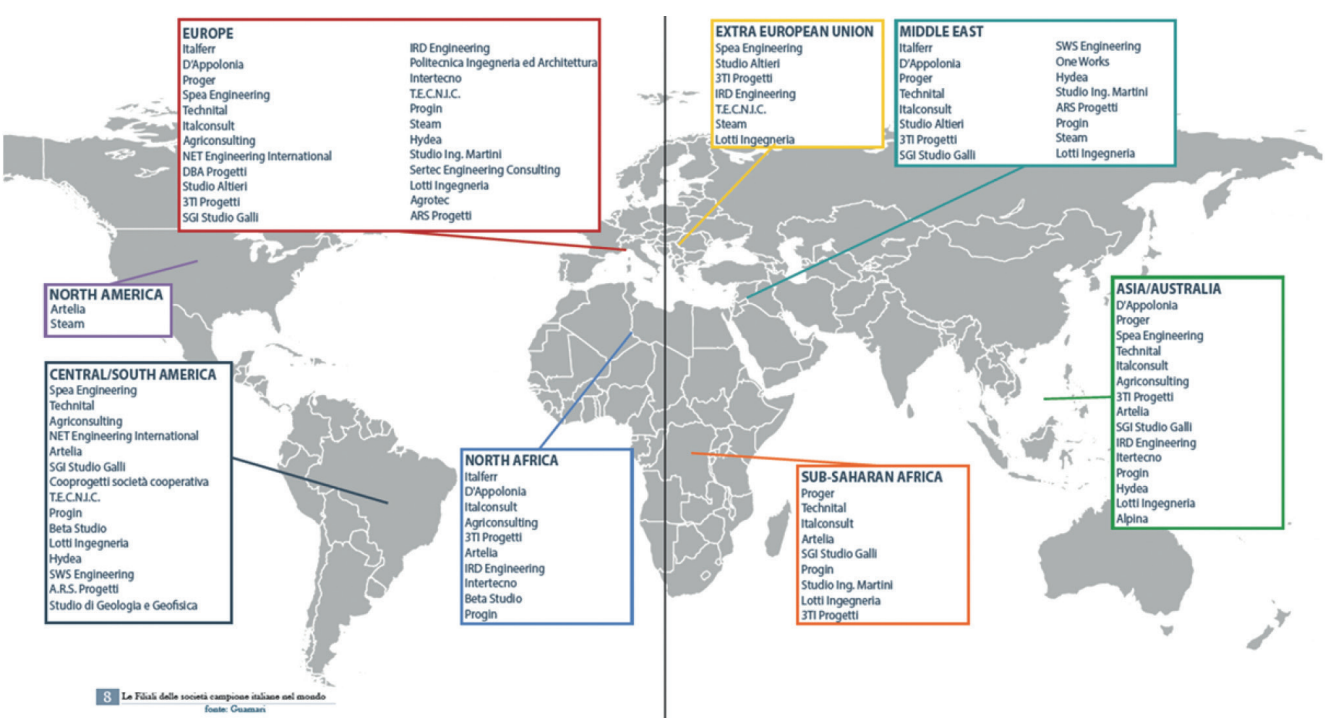 EUROPE
Italferr
D'Appolonia
Proger
Spea Engineering
Technital
Italconsult
Agriconsulting
NET Engineering International
DBA Progetti
Studio Altieri
3TI Progetti
SGI Studio Galli
IRD Engineering
Politecnica Ingegneria ed Architettura
Intertecno
T.E.C.N.I.C.
Progin
Steam
Hydea
Studio Ing. Martini
Sertec Engineering Consulting
Lotti Ingegneria
Agrotec
ARS Progetti
EXTRA EUROPEAN UNION
Spea Engineering
Studio Altieri
3TI Progetti
IRD Engineering
T.E.C.N.I.C.
Steam
Lotti Ingegneria
MIDDLE EAST
Italferr
D'Appolonia
Proger
Technital
Italconsult
Studio Altieri
3TI Progetti
SGI Studio Galli
SWS Engineering
One Works
Hydea
Studio Ing. Martini
ARS Progetti
Progin
Steam
Lotti Ingegneria
NORTH AMERICA
Artelia
Steam
ASIA/AUSTRALIA
D'Appolonia
Proger
Spea Engineering
Technital
Italconsult
Agriconsulting
3TI Progetti
Artelia
SGI Studio Galli
IRD Engineering
Itertecno
Progin
Hydea
Lotti Ingegneria
Alpina
CENTRAL/SOUTH AMERICA
Spea Engineering
Technital
Agriconsulting
NET Engineering International
Artelia
SGI Studio Galli
Cooprogetti società cooperativa
T.E.C.N.I.C.
Progin
Beta Studio
Lotti Ingegneria
Hydea
SWS Engineering
A.R.S. Progetti
Studio di Geologia e Geofisica
NORTH AFRICA
Italferr
D'Appolonia
Italconsult
Agriconsulting
3TI Progetti
Artelia
IRD Engineering
Intertecno
Beta Studio
Progin
SUB-SAHARAN AFRICA
Proger
Technital
Italconsult
Artelia
SGI Studio Galli
Progin
Studio Ing. Martini
Lotti Ingegneria
3TI Progetti
8 Le Filiali delle società campione italiane nel mondo
fonte: Guamari